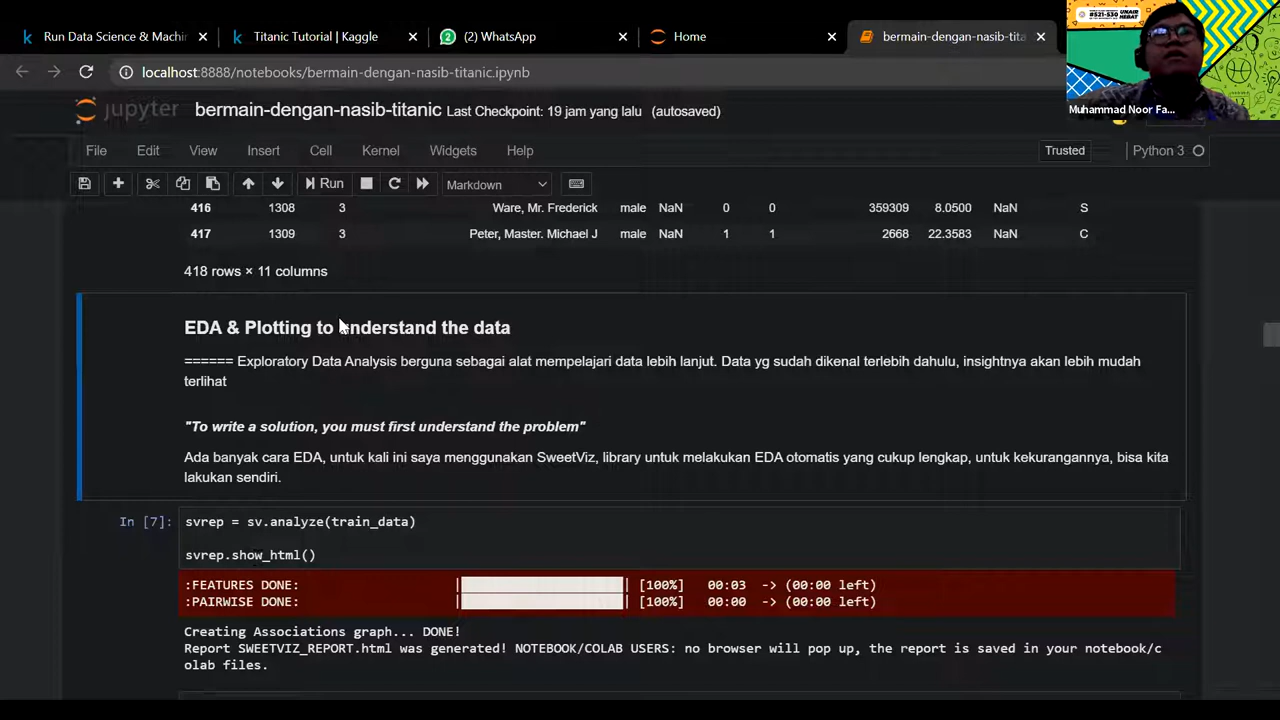 Run Data Science & Machin
Titanic Tutorial | Kaggle
(2) WhatsApp
Home
bermain-dengan-nasib-tita
#521-530
UNAIR
HEBAT
localhost:8888/notebooks/bermain-dengan-nasib-titanic.ipynb
Muhammad Noor Fa...
jupyter
bermain-dengan-nasib-titanic Last Checkpoint: 19 jam yang lalu (autosaved)
File Edit View Insert Cell Kernel Widgets Help Trusted Python 3
Run Markdown
416 1308 3 Ware, Mr. Frederick male NaN 0 0 359309 8.0500 NaN S
417 1309 3 Peter, Master. Michael J male NaN 1 1 2668 22.3583 NaN C
418 rows × 11 columns
EDA & Plotting to understand the data
====== Exploratory Data Analysis berguna sebagai alat mempelajari data lebih lanjut. Data yg sudah dikenal terlebih dahulu, insightnya akan lebih mudah
terlihat
"To write a solution, you must first understand the problem"
Ada banyak cara EDA, untuk kali ini saya menggunakan SweetViz, library untuk melakukan EDA otomatis yang cukup lengkap, untuk kekurangannya, bisa kita
lakukan sendiri.
In [7]: svrep = sv.analyze(train_data)
svrep.show_html()
:FEATURES DONE: | | [100%] 00:03 -> (00:00 left)
:PAIRWISE DONE: | | [100%] 00:00 -> (00:00 left)
Creating Associations graph... DONE!
Report SWEETVIZ_REPORT.html was generated! NOTEBOOK/COLAB USERS: no browser will pop up, the report is saved in your notebook/c
olab files.